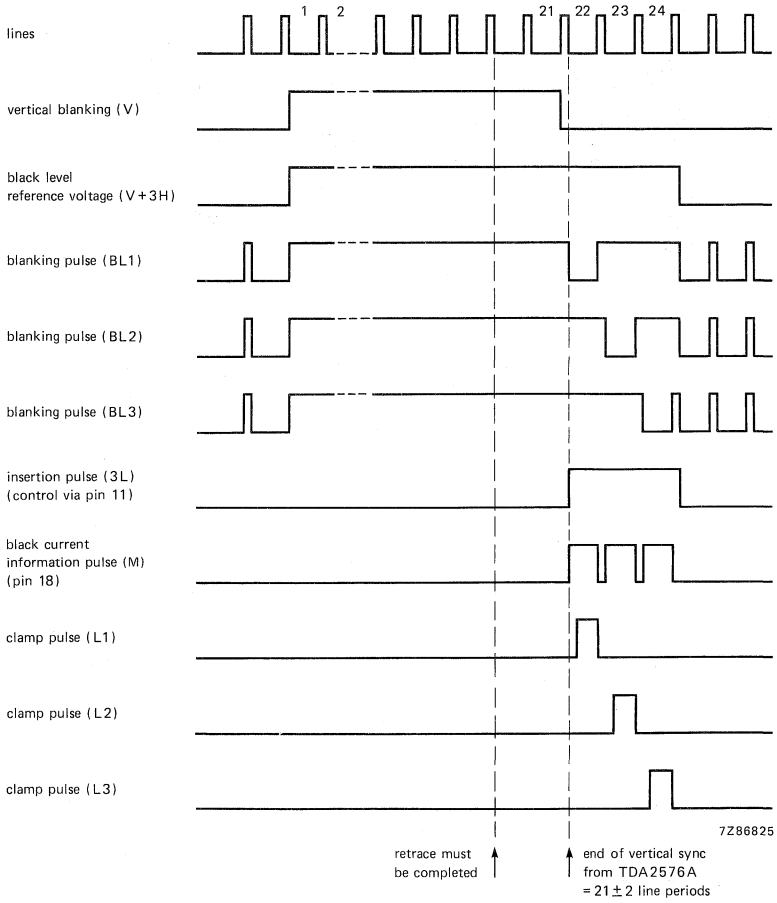 1 2 21 22 23 24
lines
vertical blanking (V)
black level
reference voltage (V+3H)
blanking pulse (BL1)
blanking pulse (BL2)
blanking pulse (BL3)
insertion pulse (3L)
(control via pin 11)
black current
information pulse (M)
(pin 18)
clamp pulse (L1)
clamp pulse (L2)
clamp pulse (L3)
7Z86825
retrace must
be completed
end of vertical sync
from TDA2576A
= 21 ± 2 line periods